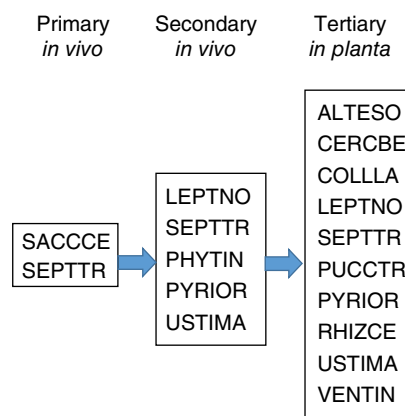 Primary
in vivo
Secondary
in vivo
Tertiary
in planta
SACCCE
SEPTTR
LEPTNO
SEPTTR
PHYTIN
PYRIOR
USTIMA
ALTESO
CERCBE
COLLLA
LEPTNO
SEPTTR
PUCCTR
PYRIOR
RHIZCE
USTIMA
VENTIN